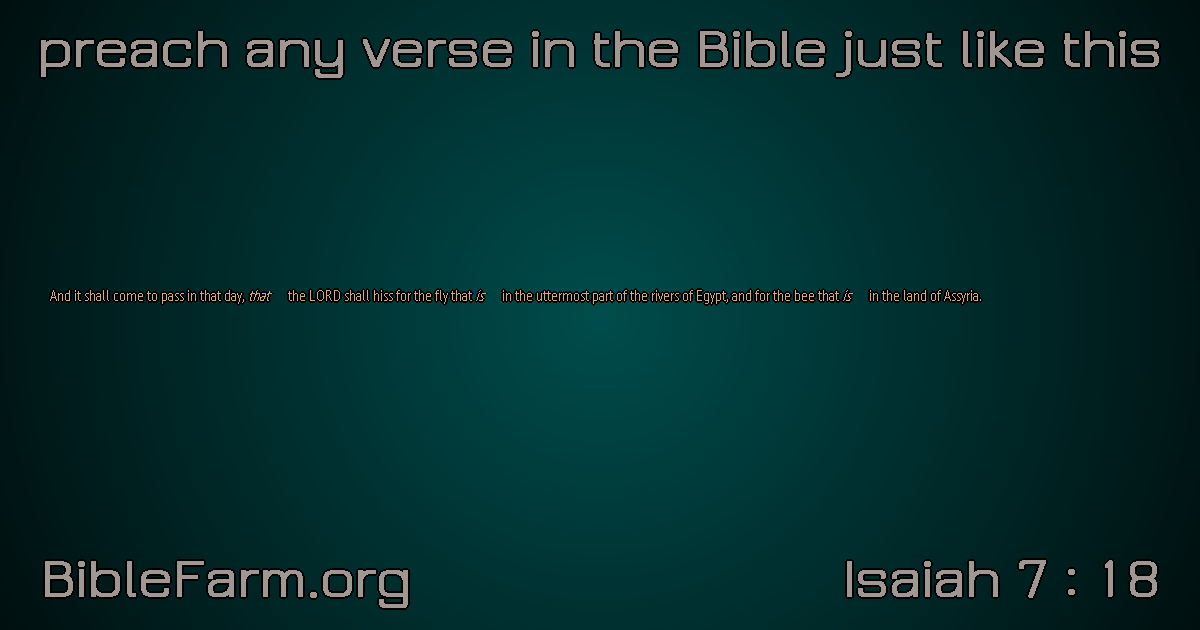 preach any verse in the Bible just like this
And it shall come to pass in that day, that the LORD shall hiss for the fly that is in the uttermost part of the rivers of Egypt, and for the bee that is in the land of Assyria.
BibleFarm.org
Isaiah 7 : 18